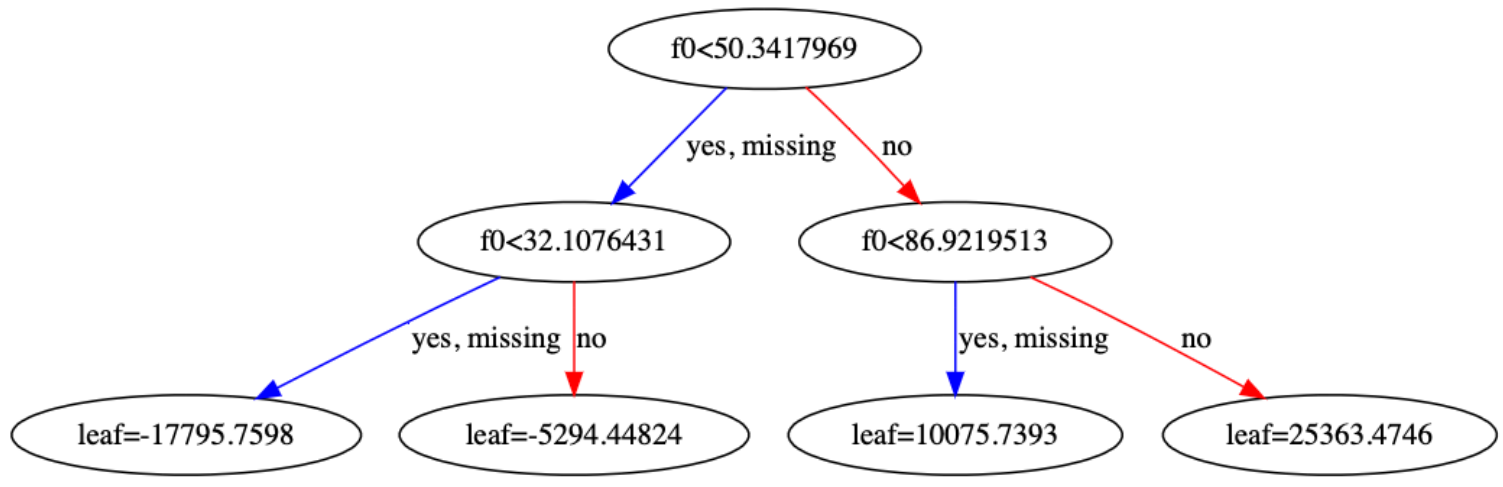 f0<50.3417969
yes, missing
no
f0<32.1076431
f0<86.9219513
yes, missing
no
yes, missing
no
leaf=-17795.7598
leaf=-5294.44824
leaf=10075.7393
leaf=25363.4746